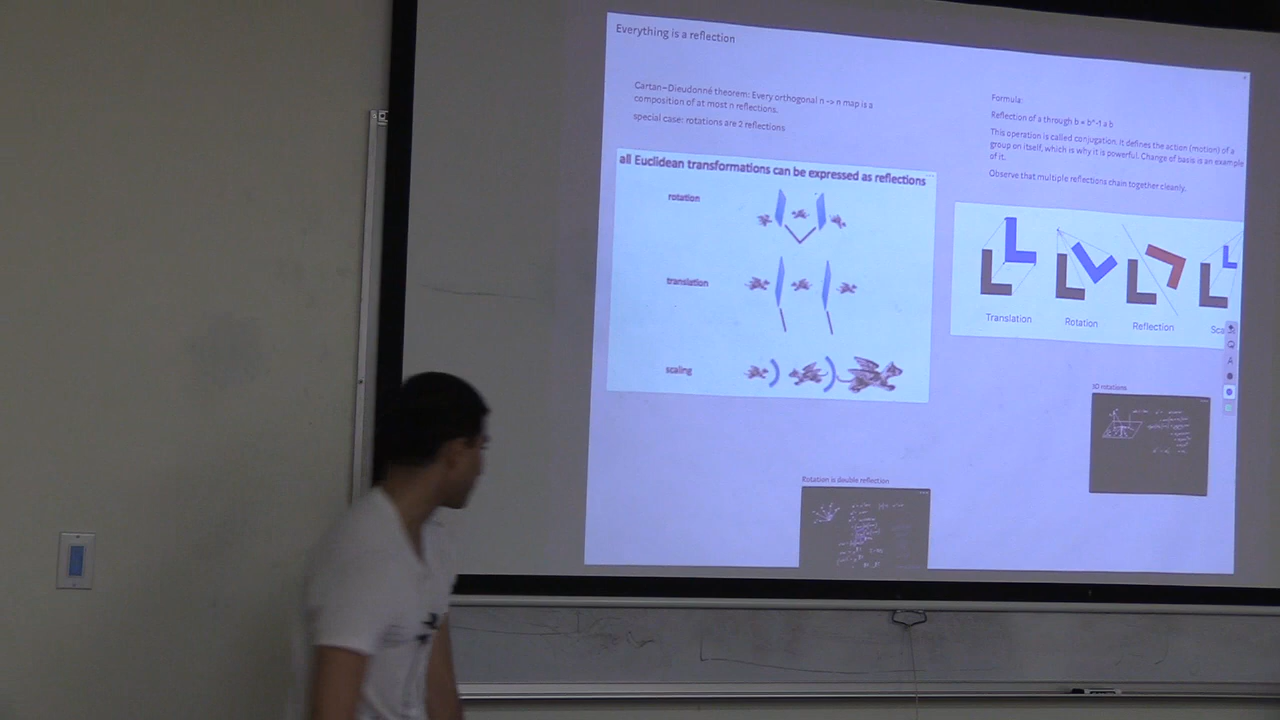 Everything is a reflection
Cartan–Dieudonné theorem: Every orthogonal n -> n map is a
composition of at most n reflections.
special case: rotations are 2 reflections
all Euclidean transformations can be expressed as reflections
rotation
translation
scaling
Formula:
Reflection of a through b = b^-1 a b
This operation is called conjugation. It defines the action (motion) of a
group on itself, which is why it is powerful. Change of basis is an example
of it.
Observe that multiple reflections chain together cleanly.
Translation
Rotation
Reflection
Sca
3D rotations
Rotation is double reflection